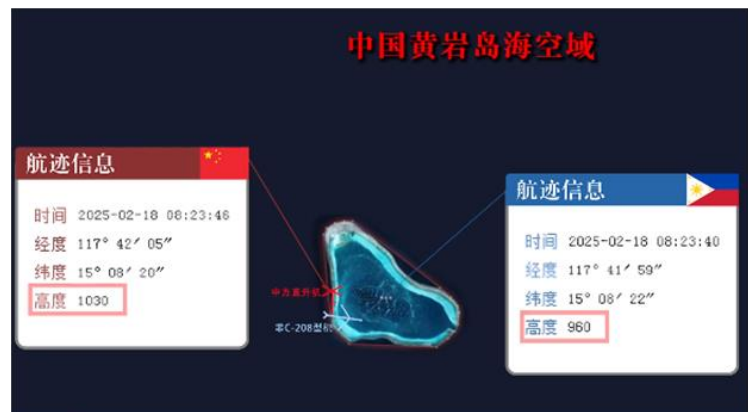 中国黄岩岛海空域
航迹信息
时间 2025-02-18 08:23:46
经度 117° 42′ 05″
纬度 15° 08′ 20″
高度 1030
航迹信息
时间 2025-02-18 08:23:40
经度 117° 41′ 59″
纬度 15° 08′ 22″
高度 960
中方直升机
菲C-208型机